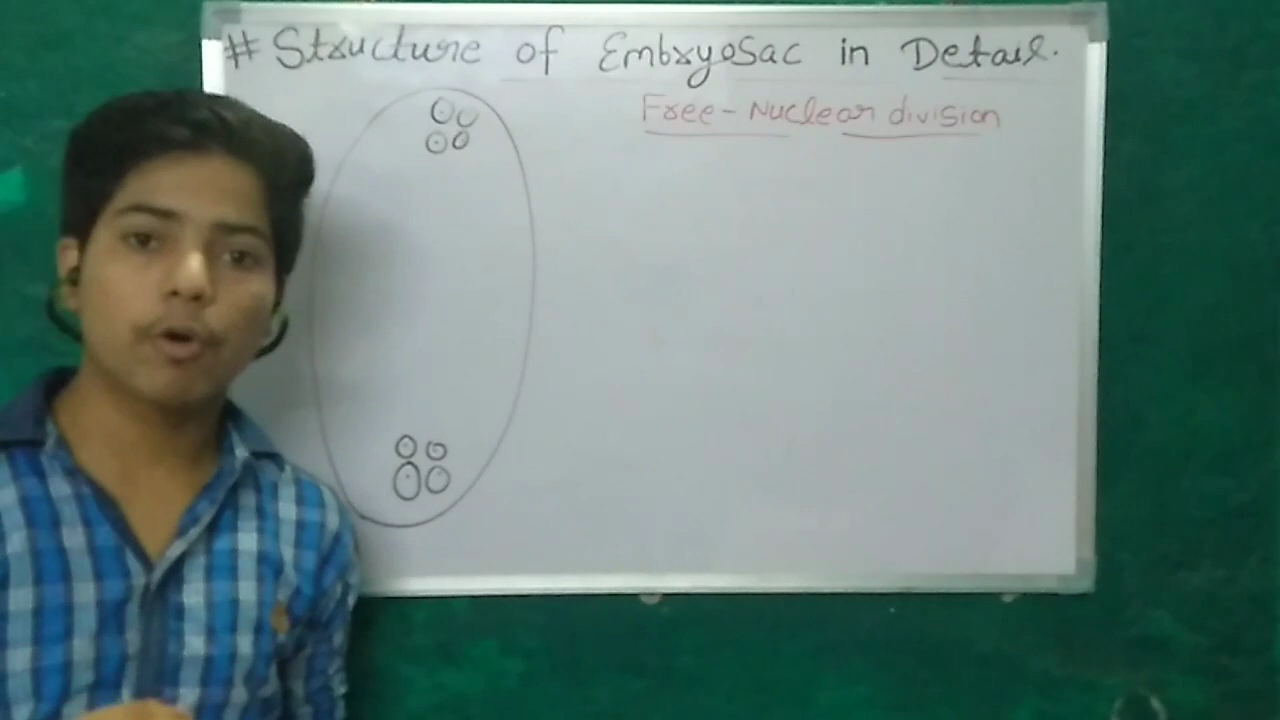 # Structure of EmbryoSac in Detail.
Free-Nuclear division